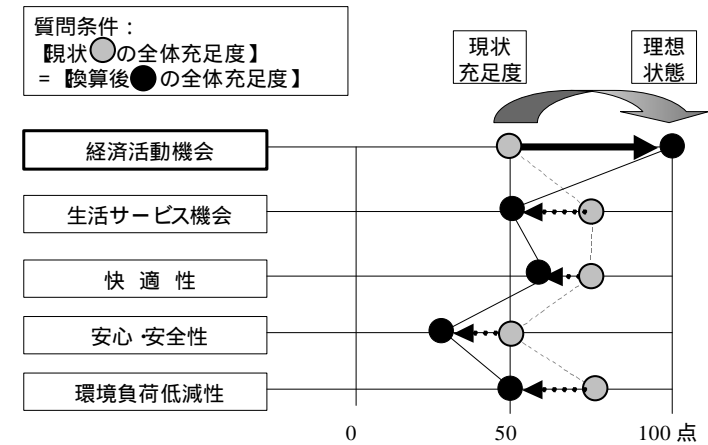 質問条件：
【現状　の全体充足度】
=【換算後　の全体充足度】
現状
充足度
理想
状態
経済活動機会
生活サービス機会
快 適 性
安心・安全性
環境負荷低減性
0 50 100 点